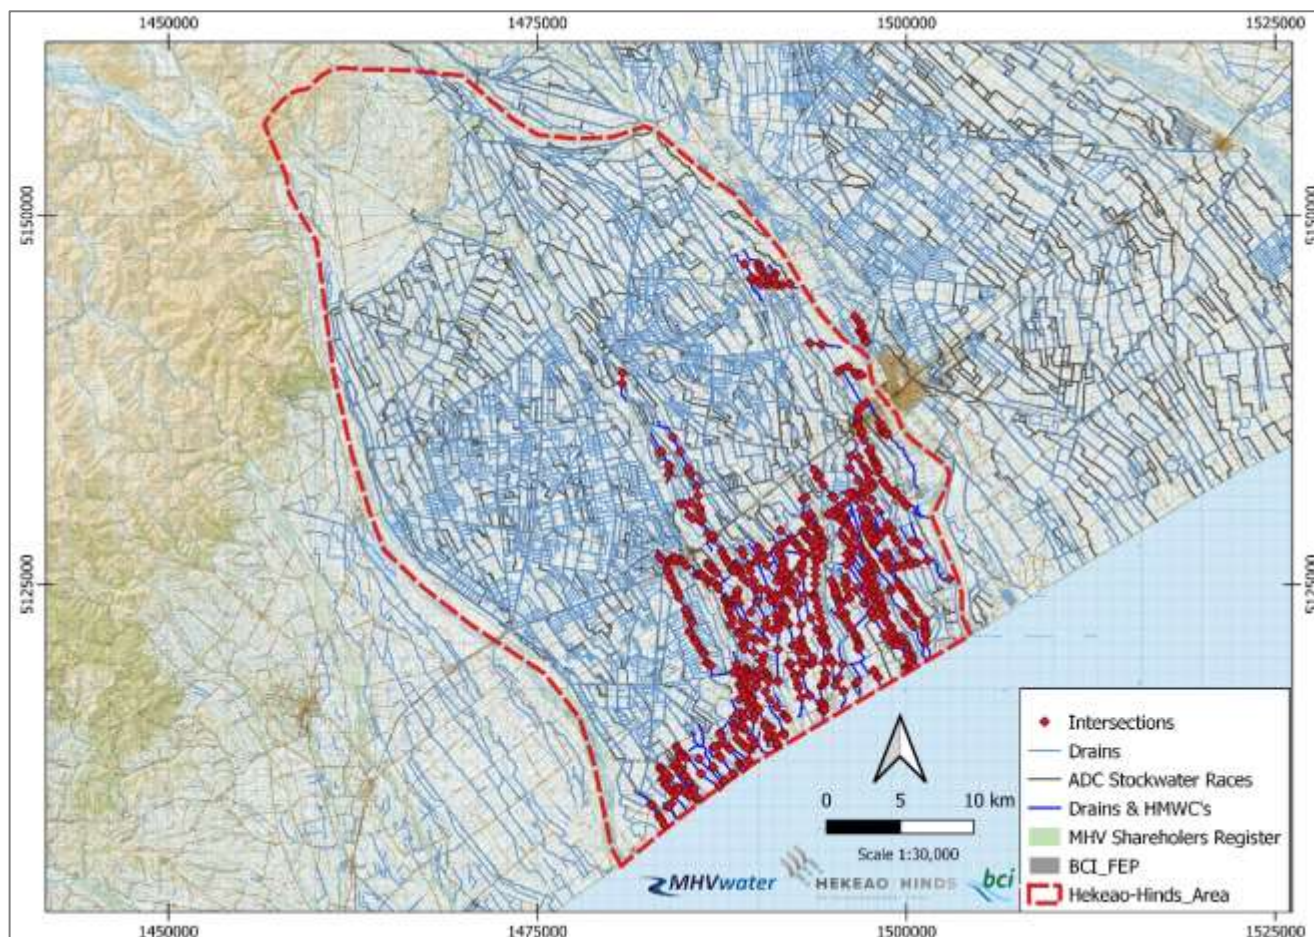 1450000
1475000
1500000
1525000
5150000
5150000
5125000
5125000
Intersections
Drains
ADC Stockwater Races
Drains & HMWC's
MHV Shareholers Register
BCI_FEP
Hekeao-Hinds_Area
0 5 10 km
Scale 1:30,000
MHVwater
HEKEAO HINDS
bci
1450000
1475000
1500000
1525000